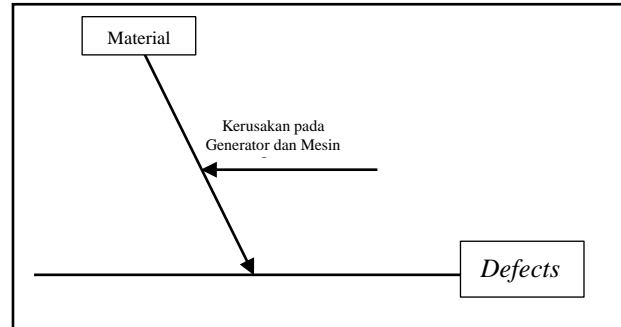 Material
Kerusakan pada
Generator dan Mesin
Defects